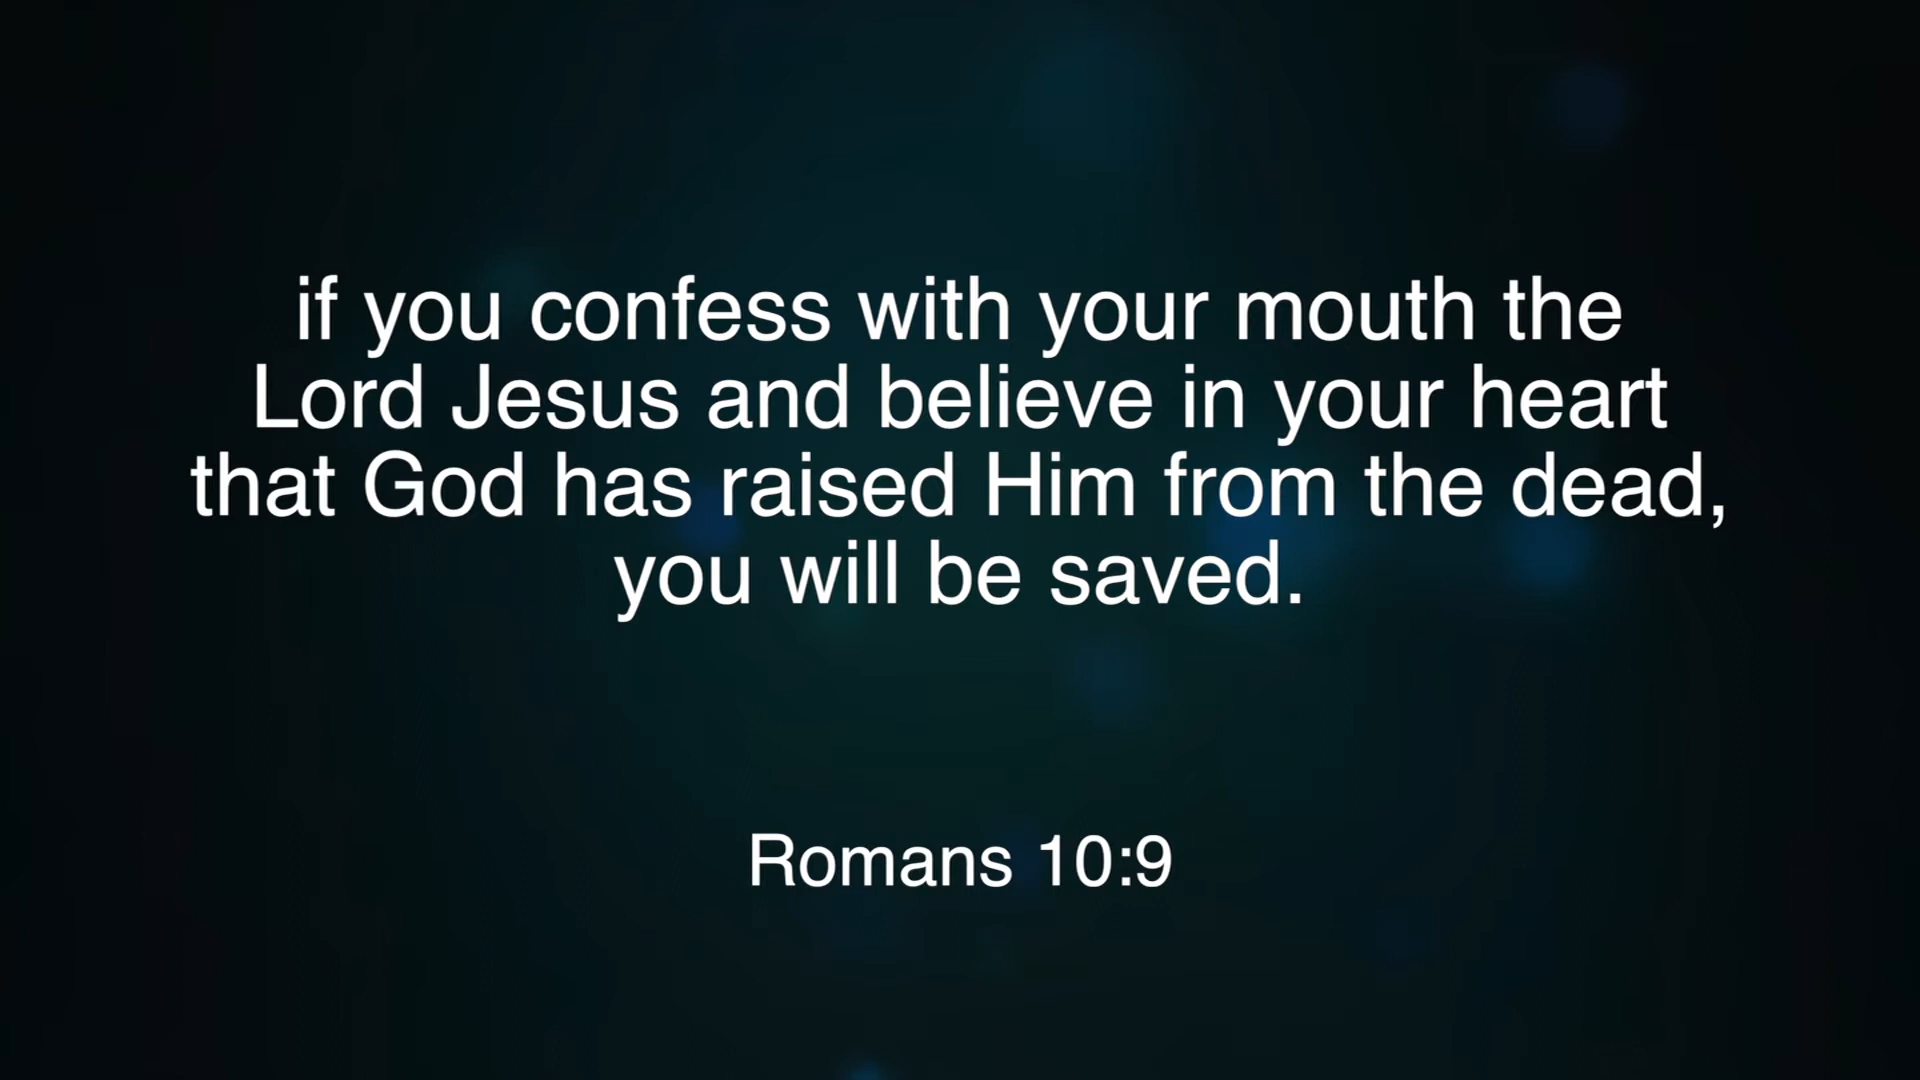 if you confess with your mouth the
Lord Jesus and believe in your heart
that God has raised Him from the dead,
you will be saved.
Romans 10:9